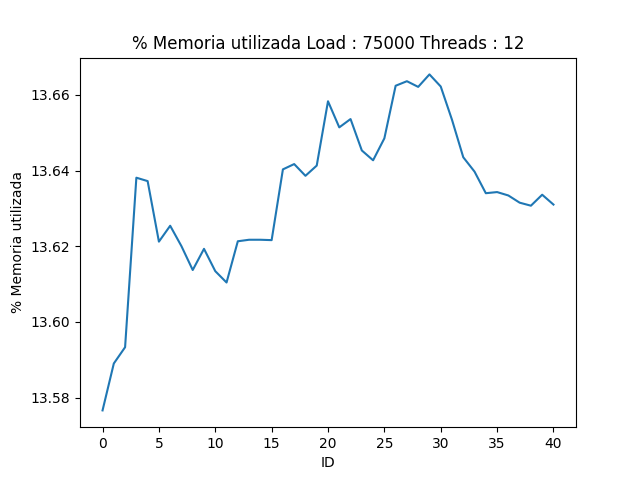 % Memoria utilizada Load : 75000 Threads : 12
% Memoria utilizada
13.66
13.64
13.62
13.60
13.58
0 5 10 15 20 25 30 35 40
ID